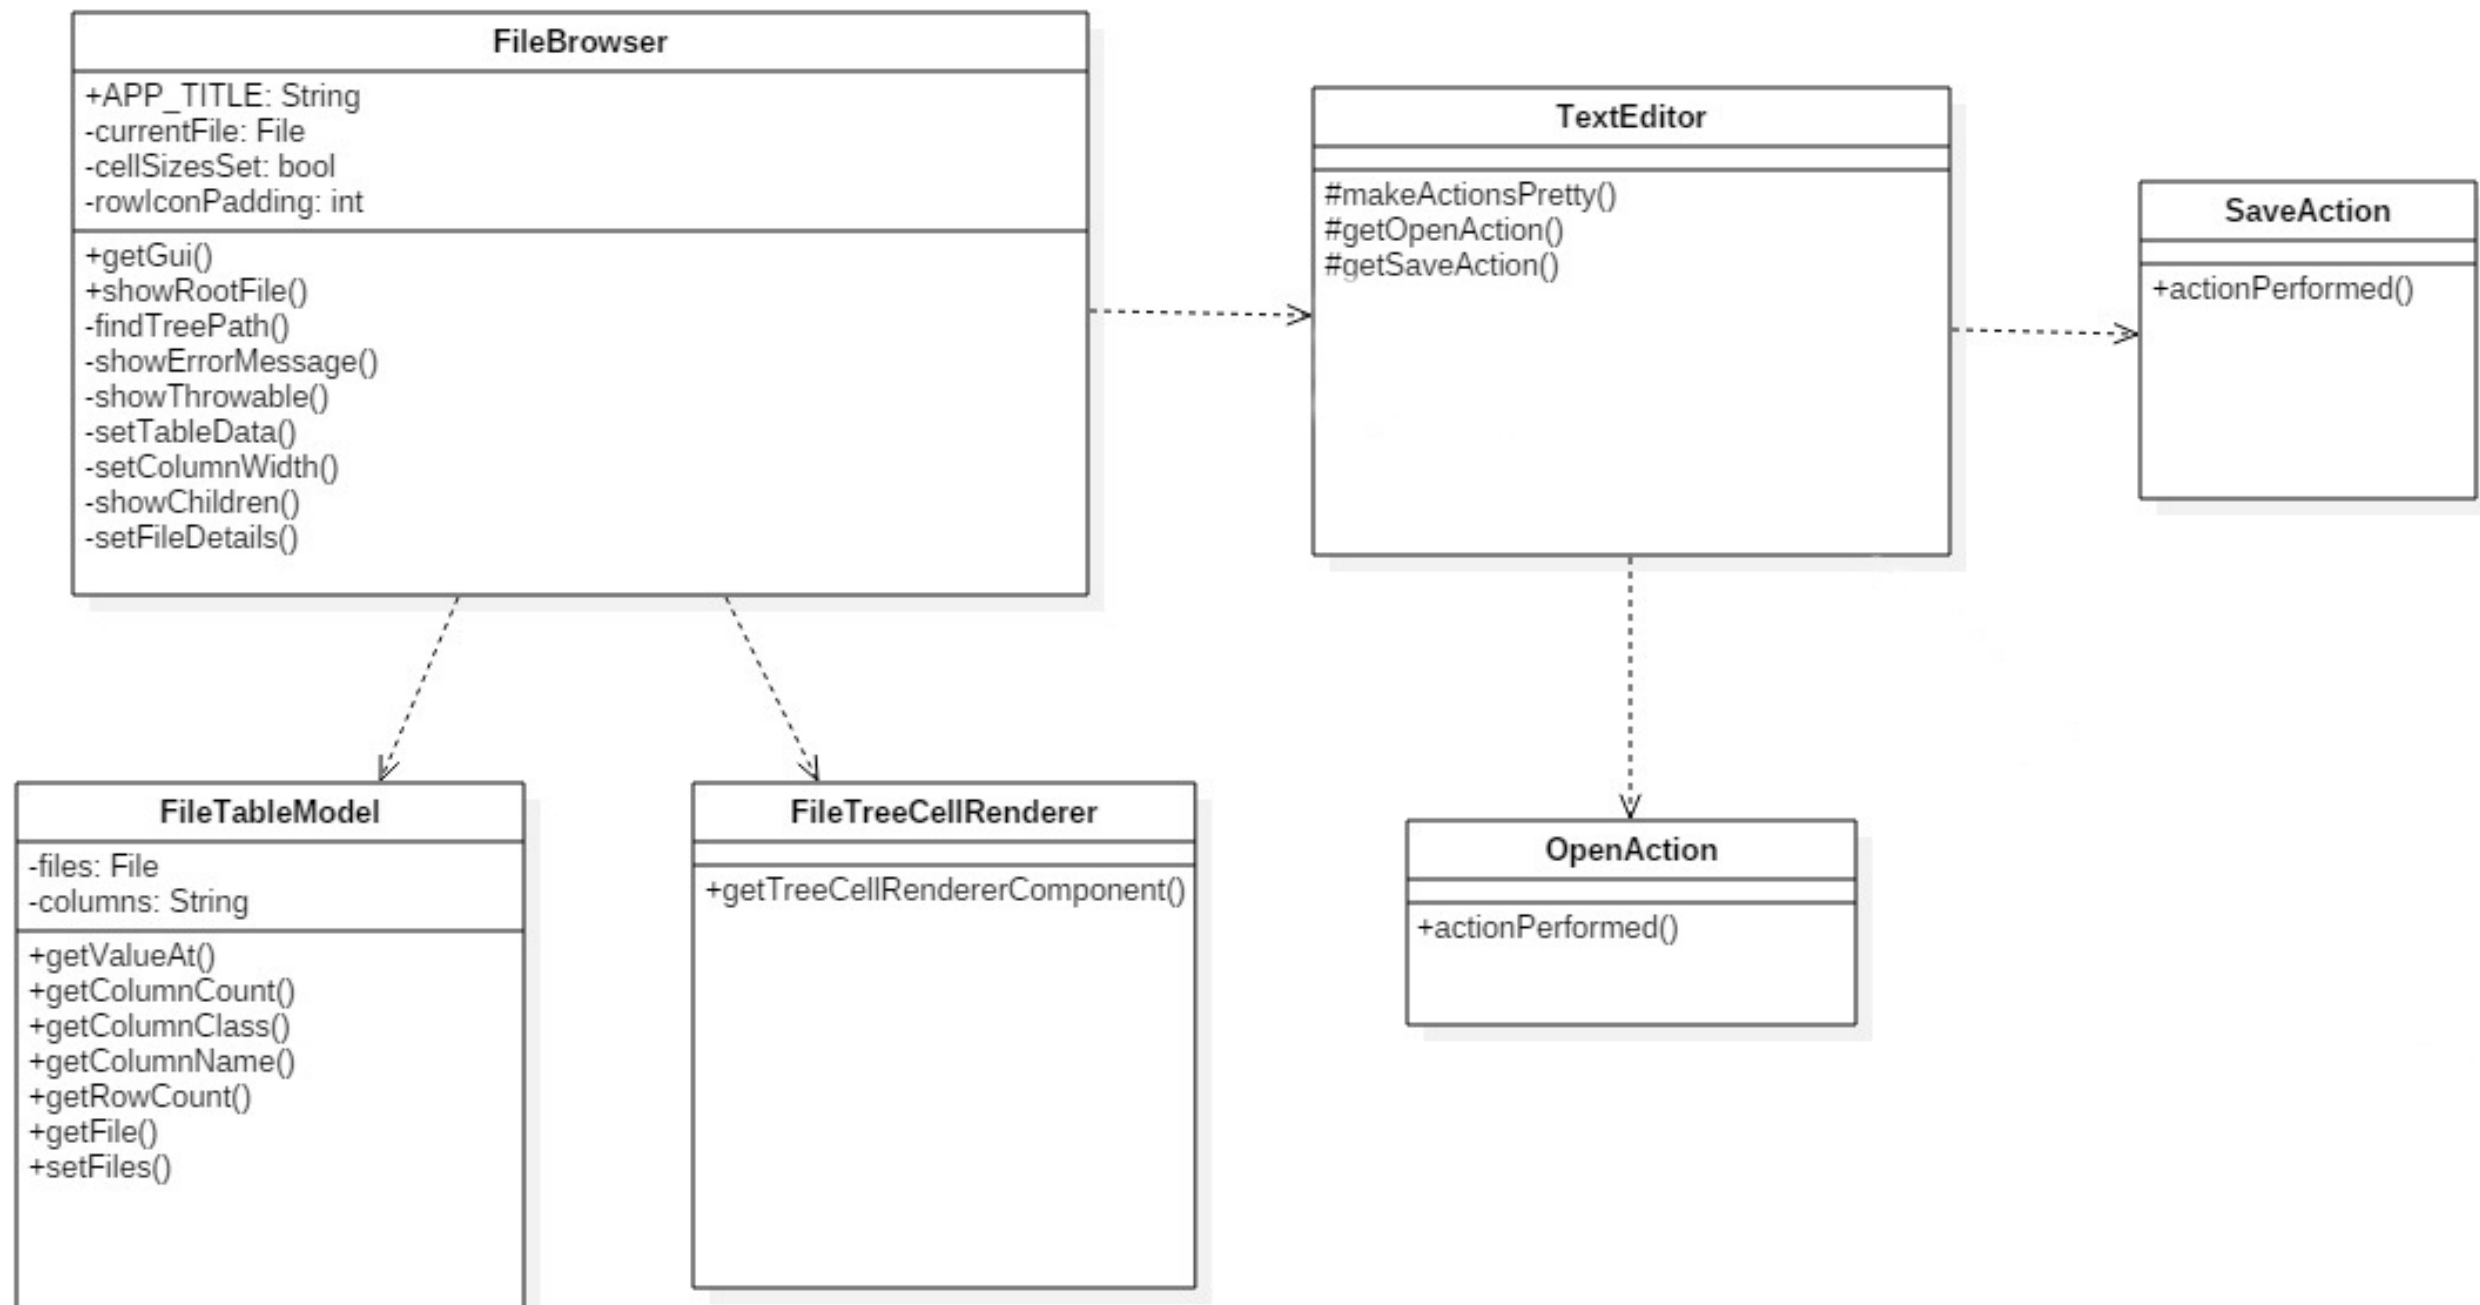 FileBrowser
+APP_TITLE: String
-currentFile: File
-cellSizesSet: bool
-rowIconPadding: int
+getGui()
+showRootFile()
-findTreePath()
-showErrorMessage()
-showThrowable()
-setTableData()
-setColumnWidth()
-showChildren()
-setFileDetails()
TextEditor
#makeActionsPretty()
#getOpenAction()
#getSaveAction()
SaveAction
+actionPerformed()
FileTableModel
-files: File
-columns: String
+getValueAt()
+getColumnCount()
+getColumnClass()
+getColumnName()
+getRowCount()
+getFile()
+setFiles()
FileTreeCellRenderer
+getTreeCellRendererComponent()
OpenAction
+actionPerformed()